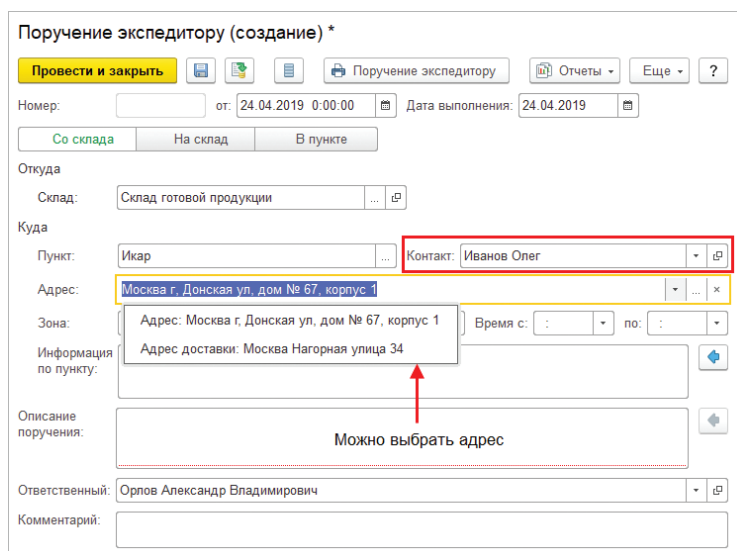 Поручение экспедитору (создание) *
Провести и закрыть Поручение экспедитору Отчеты Еще ?
Номер: от: 24.04.2019 0:00:00 Дата выполнения: 24.04.2019
Со склада На склад В пункте
Откуда
Склад: Склад готовой продукции ...
Куда
Пункт: Икар ... Контакт: Иванов Олег
Адрес: Москва г, Донская ул, дом № 67, корпус 1 ... ×
Адрес: Москва г, Донская ул, дом № 67, корпус 1
Зона: Время с: : по: :
Адрес доставки: Москва Нагорная улица 34
Информация
по пункту:
Описание
поручения:
Можно выбрать адрес
Ответственный: Орлов Александр Владимирович
Комментарий: